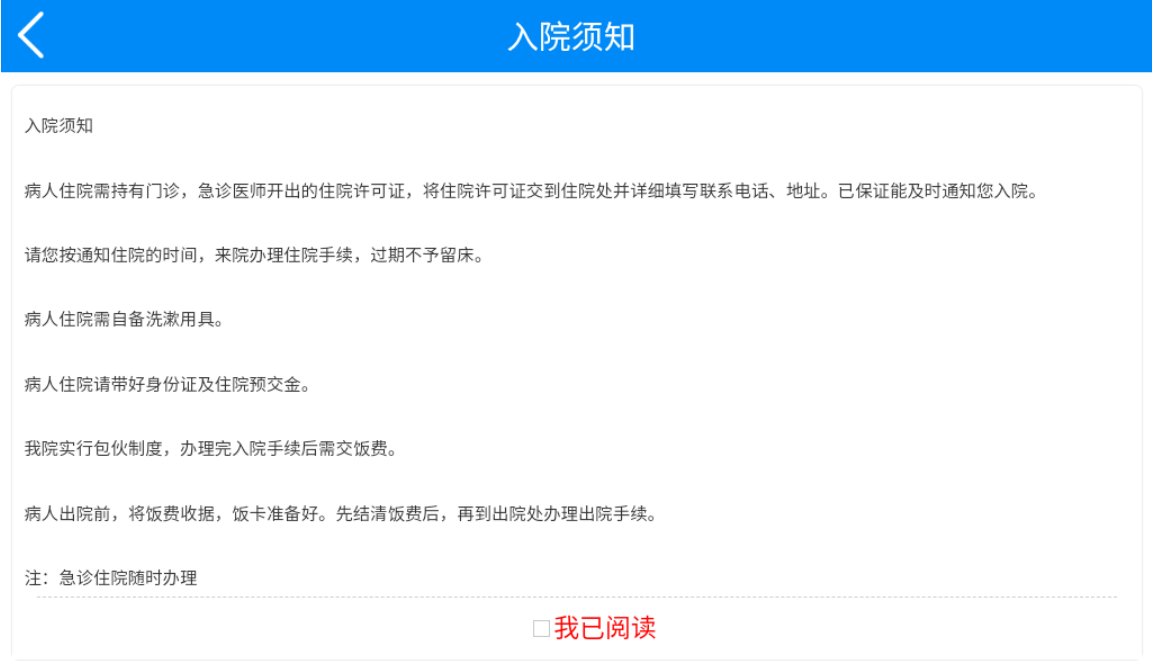 入院须知
入院须知
病人住院需持有门诊，急诊医师开出的住院许可证，将住院许可证交到住院处并详细填写联系电话、地址。已保证能及时通知您入院。
请您按通知住院的时间，来院办理住院手续，过期不予留床。
病人住院需自备洗漱用具。
病人住院请带好身份证及住院预交金。
我院实行包伙制度，办理完入院手续后需交饭费。
病人出院前，将饭费收据，饭卡准备好。先结清饭费后，再到出院处办理出院手续。
注：急诊住院随时办理
我已阅读